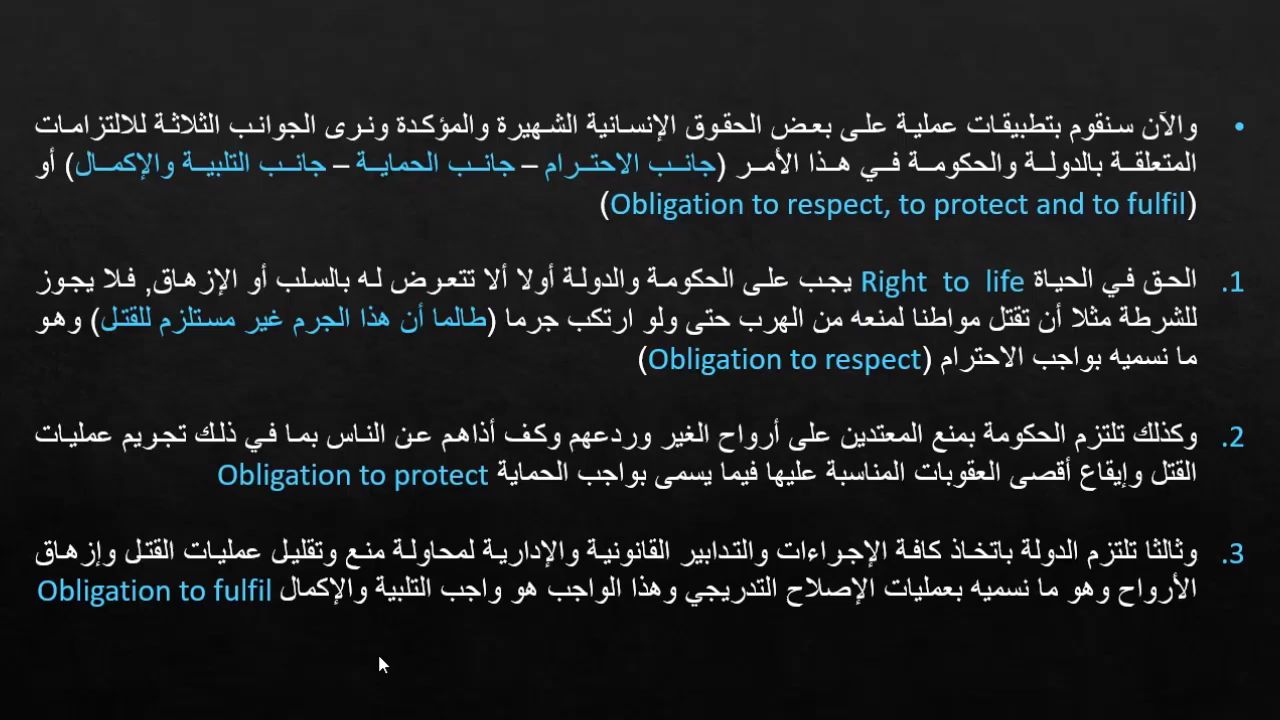 • والآن سنقوم بتطبيقات عملية على بعض الحقوق الإنسانية الشهيرة والمؤكدة ونرى الجوانب الثلاثة للالتزامات
المتعلقة بالدولة والحكومة في هذا الأمر (جانب الاحترام – جانب الحماية – جانب التلبية والإكمال) أو
(Obligation to respect, to protect and to fulfil)
1. الحق في الحياة Right to life يجب على الحكومة والدولة أولا ألا تتعرض له بالسلب أو الإزهاق, فلا يجوز
للشرطة مثلا أن تقتل مواطنا لمنعه من الهرب حتى ولو ارتكب جرما (طالما أن هذا الجرم غير مستلزم للقتل) وهو
ما نسميه بواجب الاحترام (Obligation to respect)
2. وكذلك تلتزم الحكومة بمنع المعتدين على أرواح الغير وردعهم وكف أذاهم عن الناس بما في ذلك تجريم عمليات
القتل وإيقاع أقصى العقوبات المناسبة عليها فيما يسمى بواجب الحماية Obligation to protect
3. وثالثا تلتزم الدولة باتخاذ كافة الإجراءات والتدابير القانونية والإدارية لمحاولة منع وتقليل عمليات القتل وإزهاق
الأرواح وهو ما نسميه بعمليات الإصلاح التدريجي وهذا الواجب هو واجب التلبية والإكمال Obligation to fulfil